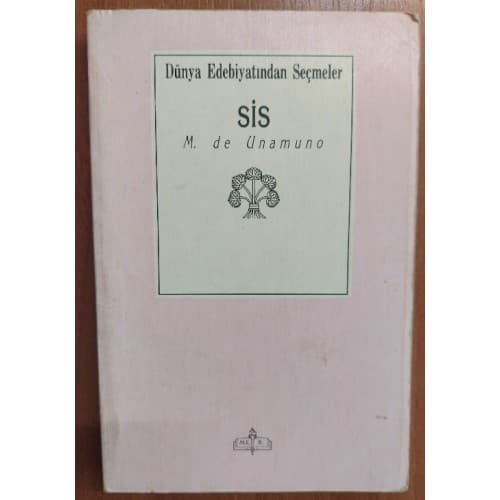 Dünya Edebiyatından Seçmeler
SİS
M. de Unamuno
M.E. B.